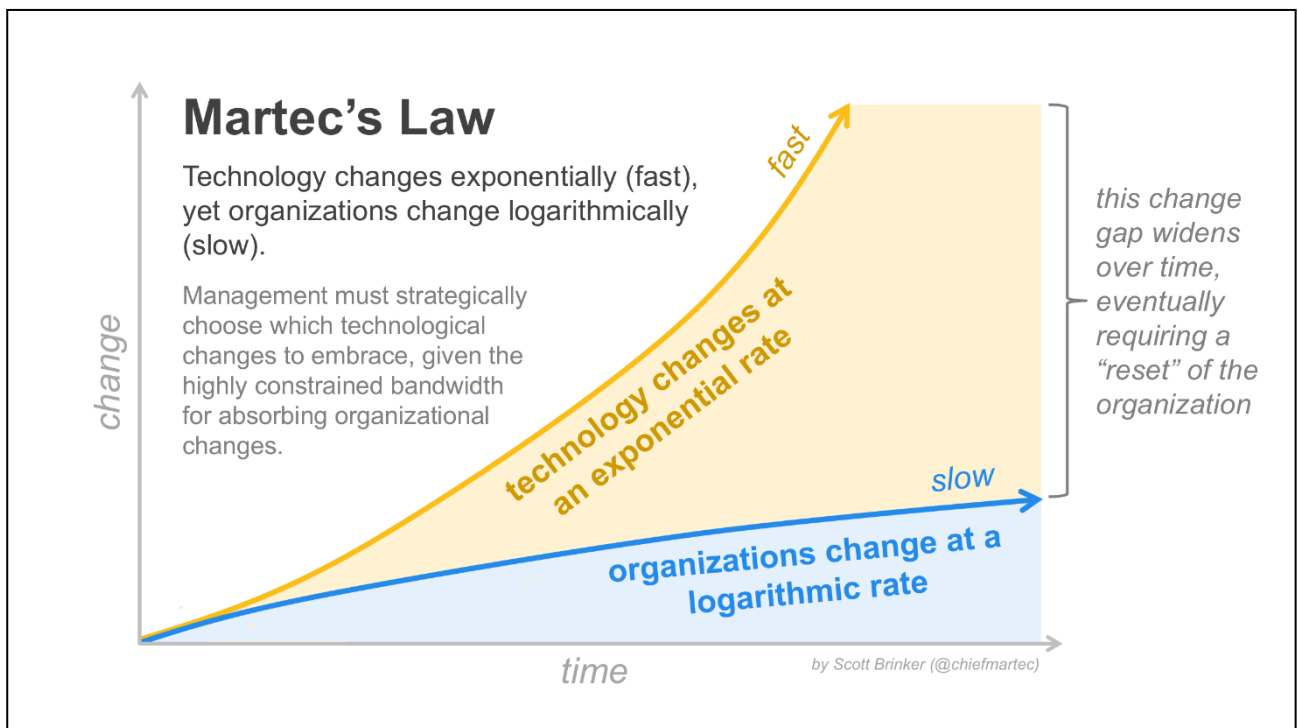 Martec’s Law
Technology changes exponentially (fast),
yet organizations change logarithmically
(slow).
Management must strategically
choose which technological
changes to embrace, given the
highly constrained bandwidth
for absorbing organizational
changes.
change
fast
technology changes at
an exponential rate
slow
organizations change at a
logarithmic rate
this change
gap widens
over time,
eventually
requiring a
“reset” of the
organization
time
by Scott Brinker (@chiefmartec)